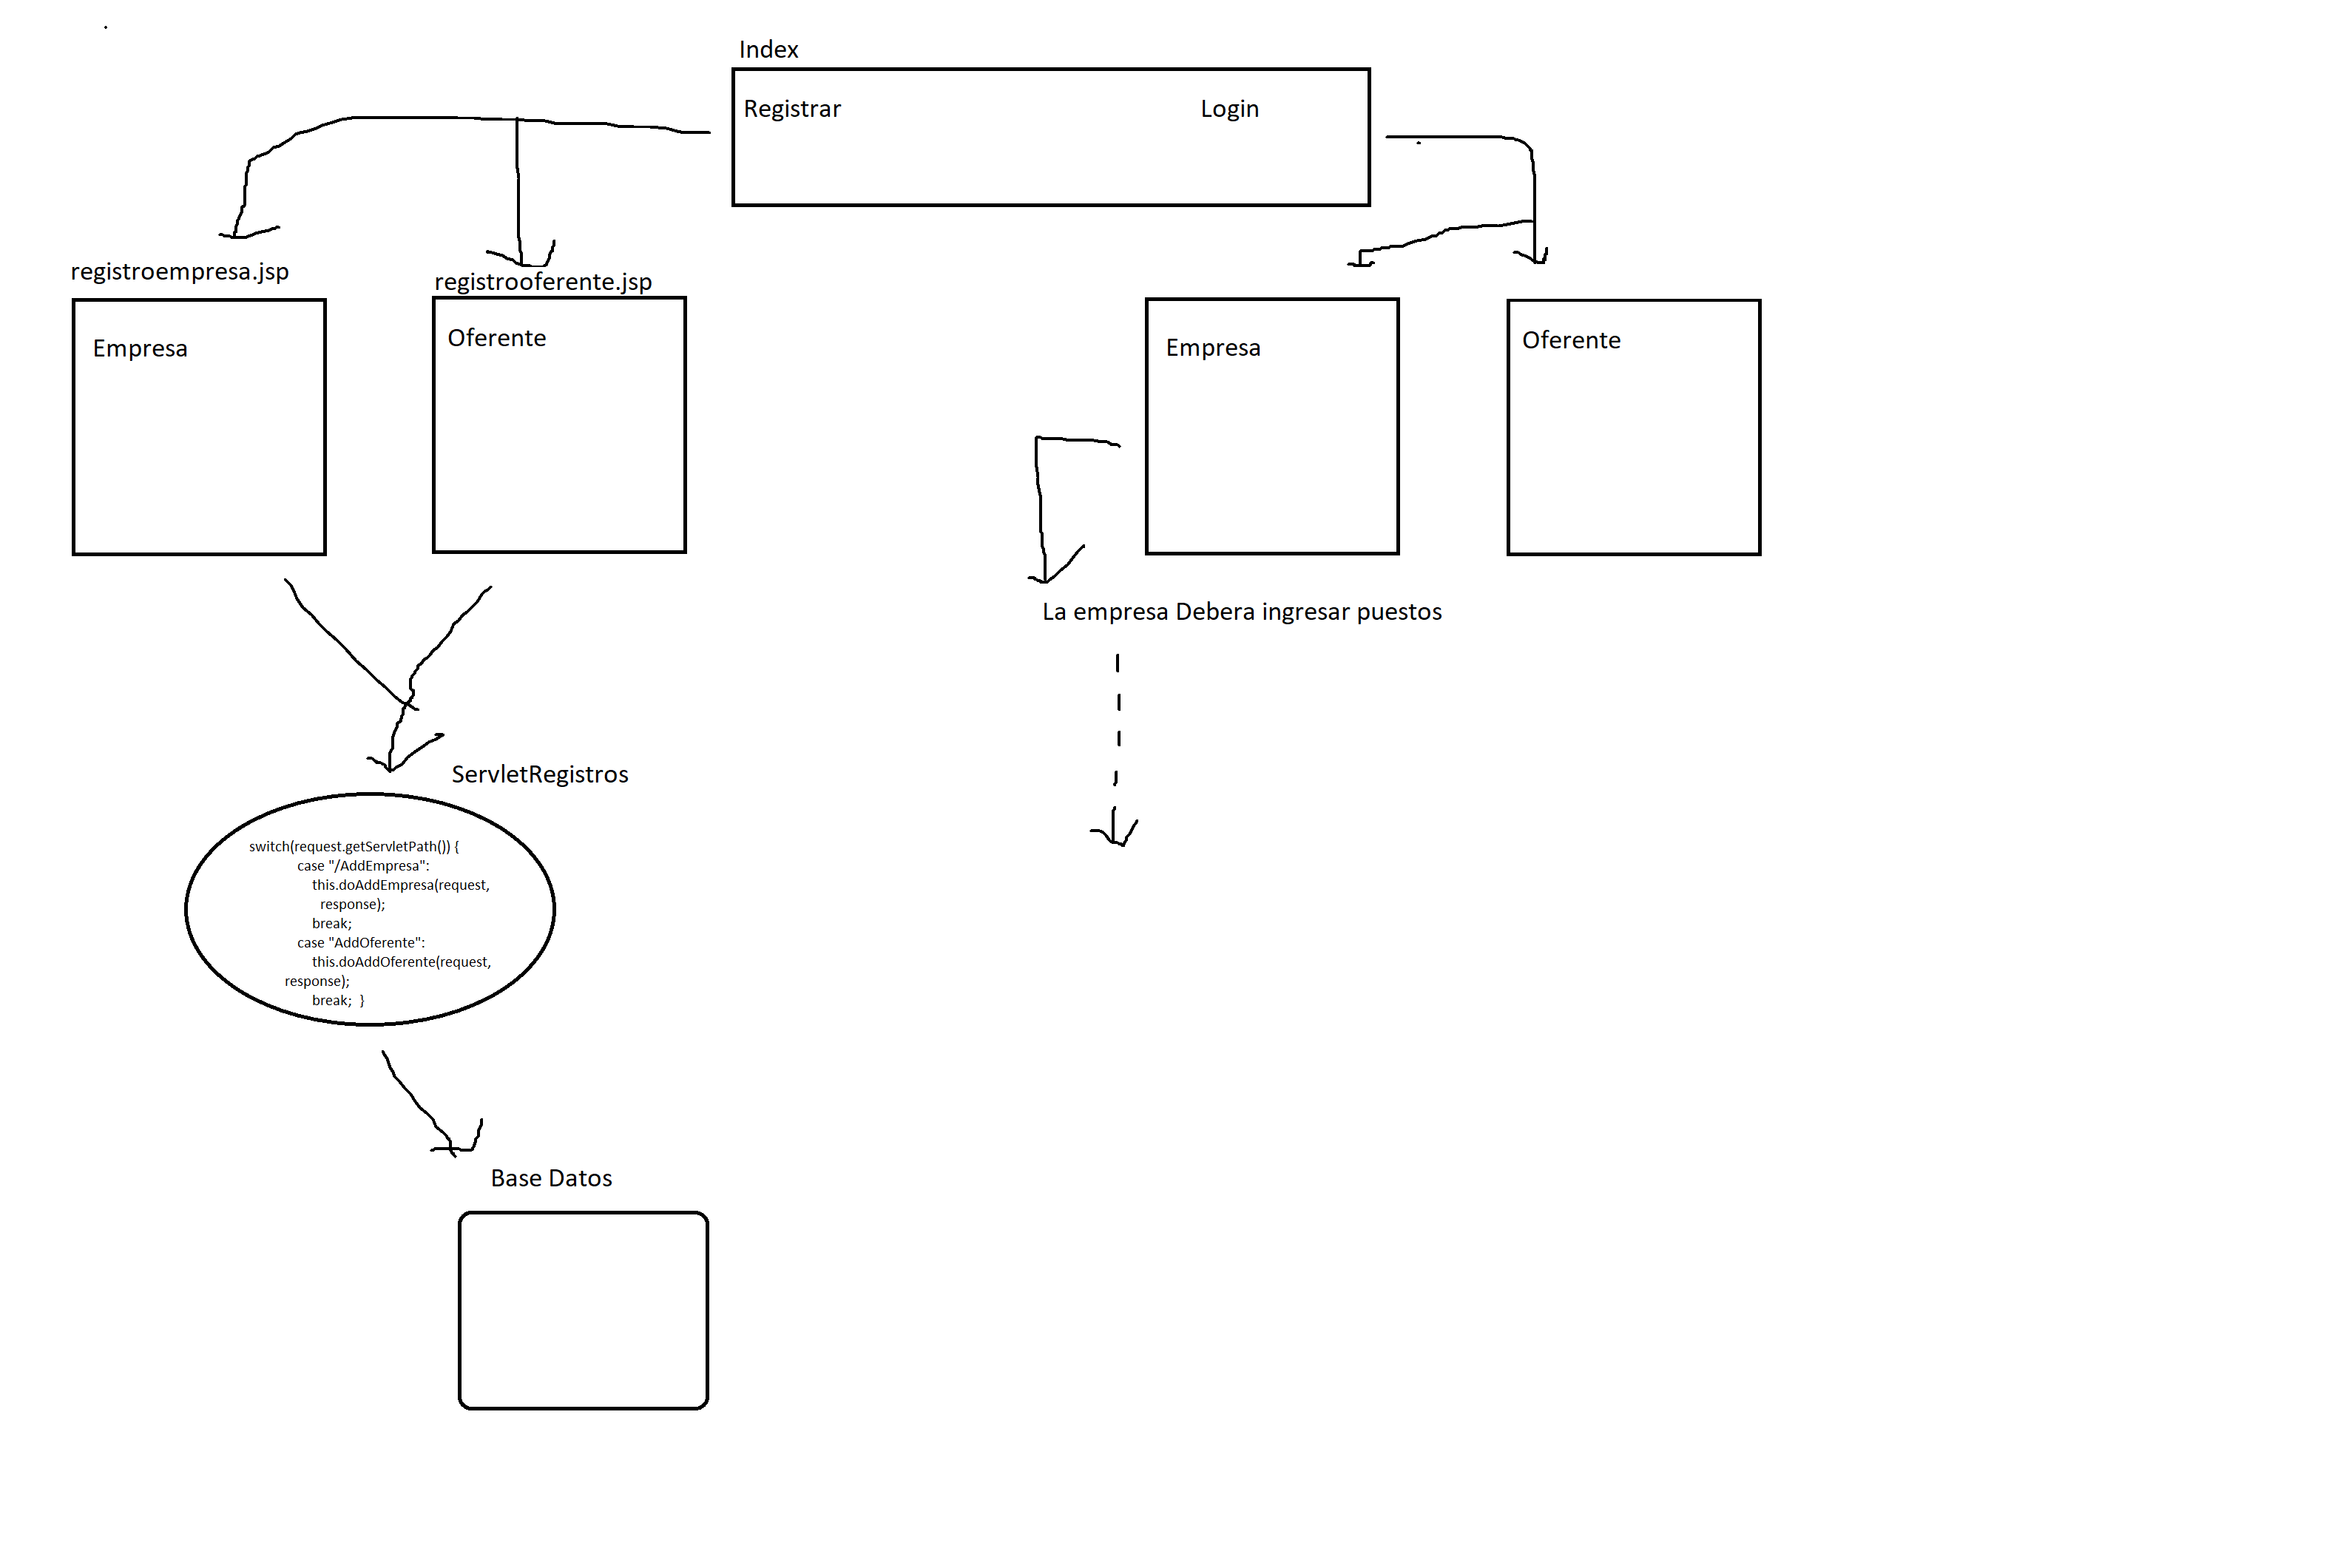 Index
Registrar
Login
registroempresa.jsp
registrooferente.jsp
Empresa
Oferente
Empresa
Oferente
La empresa Debera ingresar puestos
ServletRegistros
switch(request.getServletPath()) {
case "/AddEmpresa":
this.doAddEmpresa(request,
response);
break;
case "AddOferente":
this.doAddOferente(request,
response);
break;  }
Base Datos